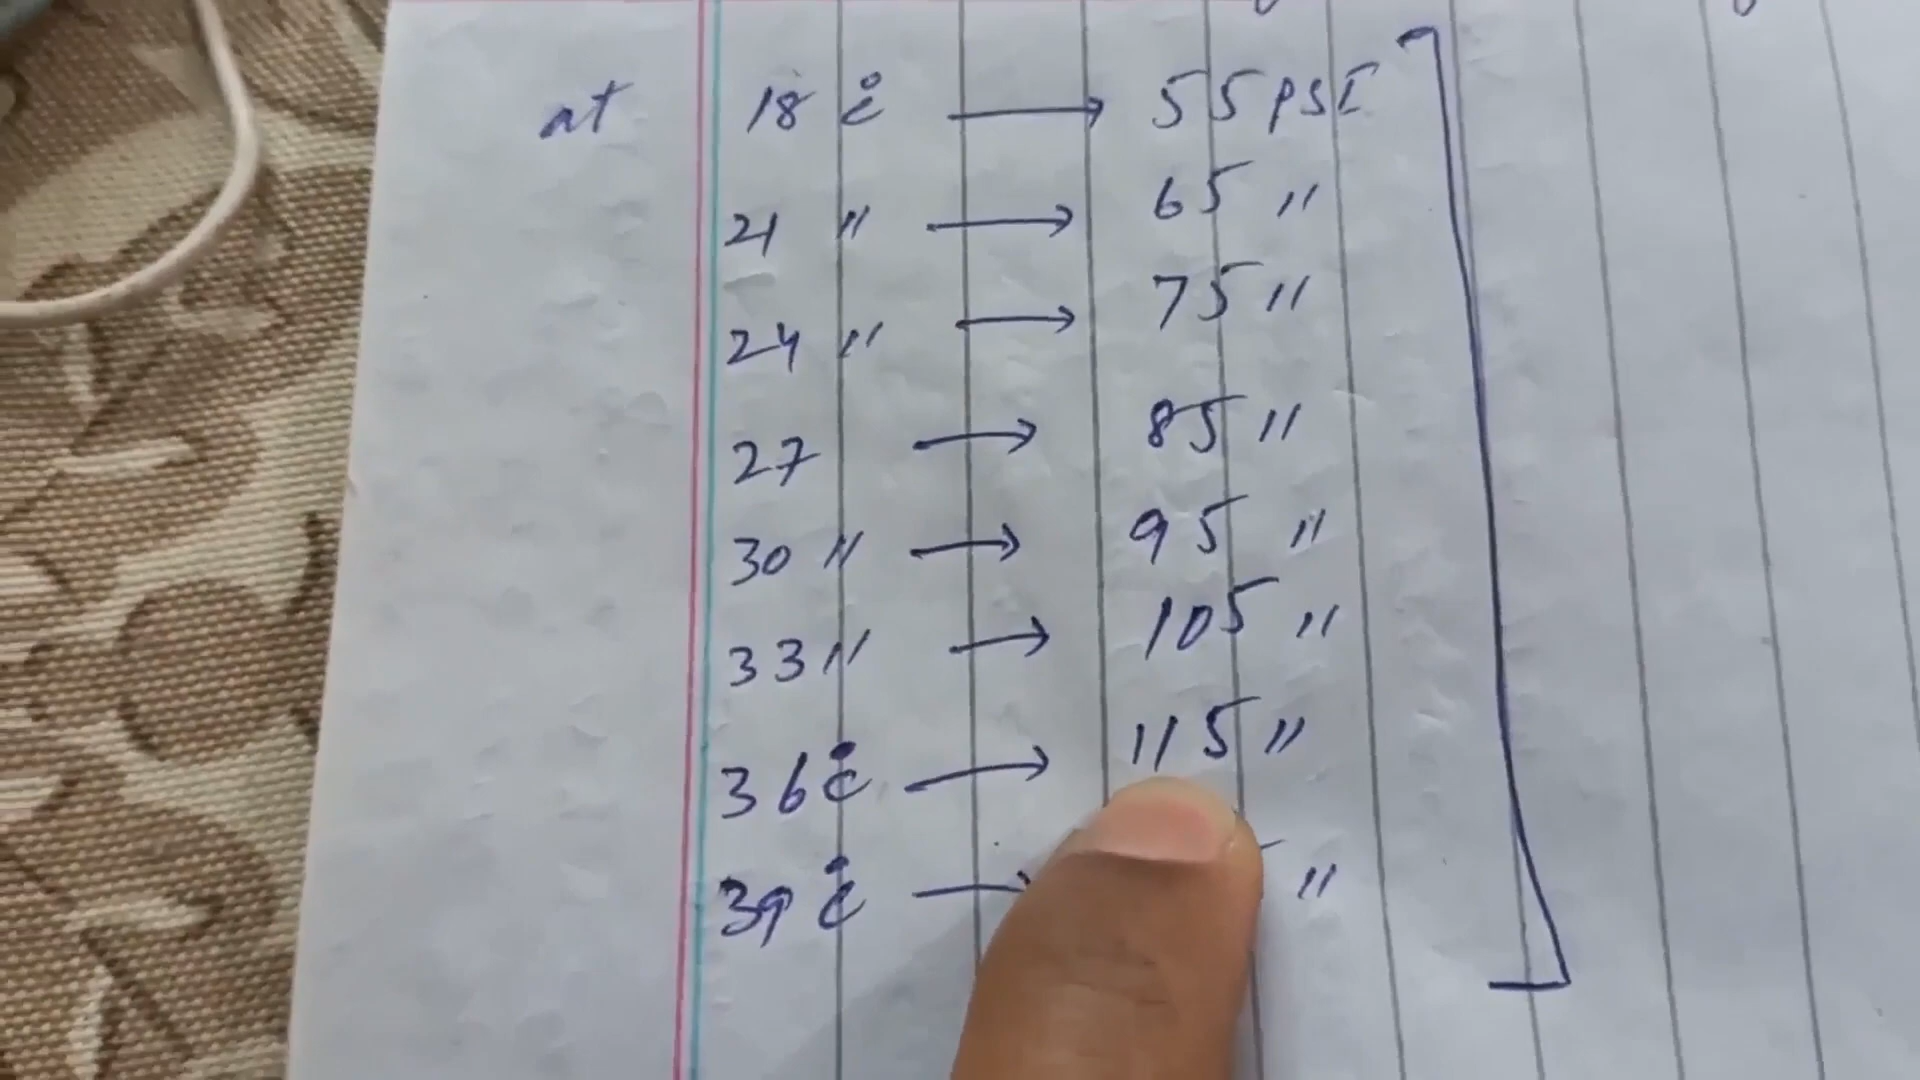 at 18 °C → 55 PSI
21 " → 65 "
24 " → 75 "
27 → 85 "
30 " → 95 "
33 " → 105 "
36 °C → 115 "
39 °C → "